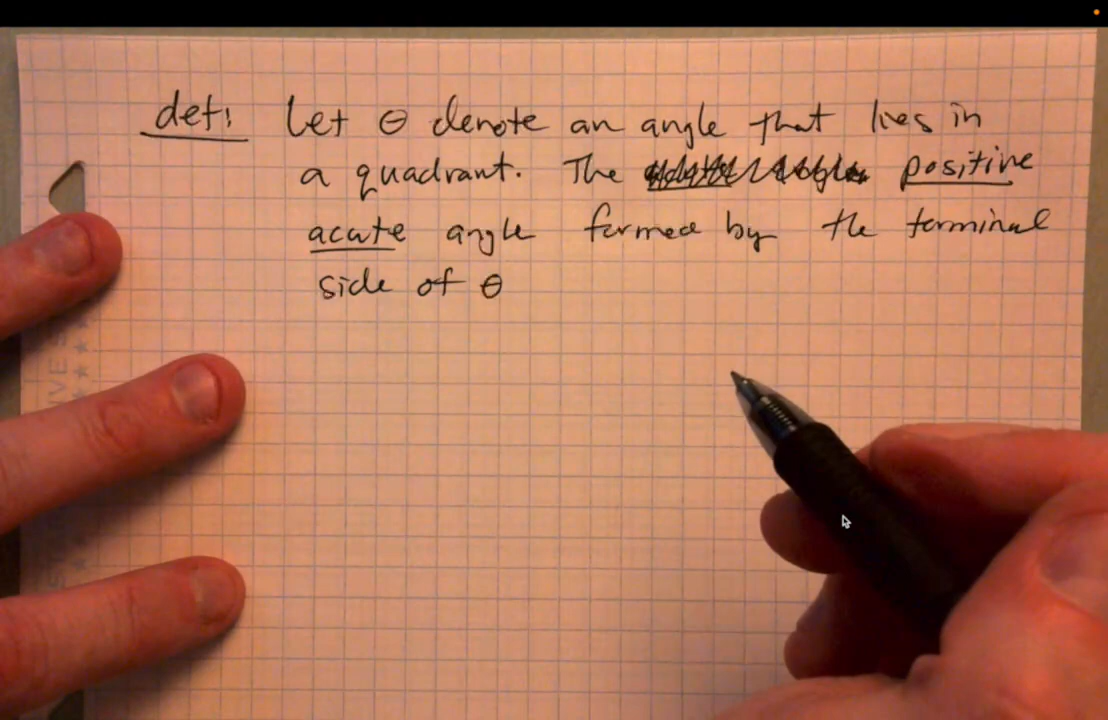 def: Let θ denote an angle that lies in
a quadrant. The positive
acute angle formed by the terminal
side of θ